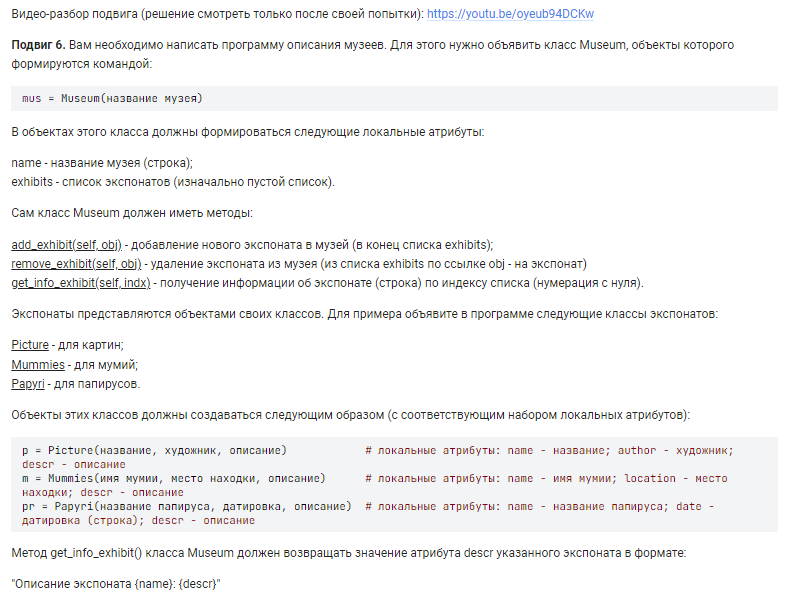 Видео-разбор подвига (решение смотреть только после своей попытки): https://youtu.be/oyeub94DCKw
Подвиг 6. Вам необходимо написать программу описания музеев. Для этого нужно объявить класс Museum, объекты которого
формируются командой:
mus = Museum(название музея)
В объектах этого класса должны формироваться следующие локальные атрибуты:
name - название музея (строка);
exhibits - список экспонатов (изначально пустой список).
Сам класс Museum должен иметь методы:
add_exhibit(self, obj) - добавление нового экспоната в музей (в конец списка exhibits);
remove_exhibit(self, obj) - удаление экспоната из музея (из списка exhibits по ссылке obj - на экспонат)
get_info_exhibit(self, indx) - получение информации об экспонате (строка) по индексу списка (нумерация с нуля).
Экспонаты представляются объектами своих классов. Для примера объявите в программе следующие классы экспонатов:
Picture - для картин;
Mummies - для мумий;
Papyri - для папирусов.
Объекты этих классов должны создаваться следующим образом (с соответствующим набором локальных атрибутов):
p = Picture(название, художник, описание) # локальные атрибуты: name - название; author - художник;
descr - описание
m = Mummies(имя мумии, место находки, описание) # локальные атрибуты: name - имя мумии; location - место
находки; descr - описание
pr = Papyri(название папируса, датировка, описание) # локальные атрибуты: name - название папируса; date -
датировка (строка); descr - описание
Метод get_info_exhibit() класса Museum должен возвращать значение атрибута descr указанного экспоната в формате:
"Описание экспоната {name}: {descr}"